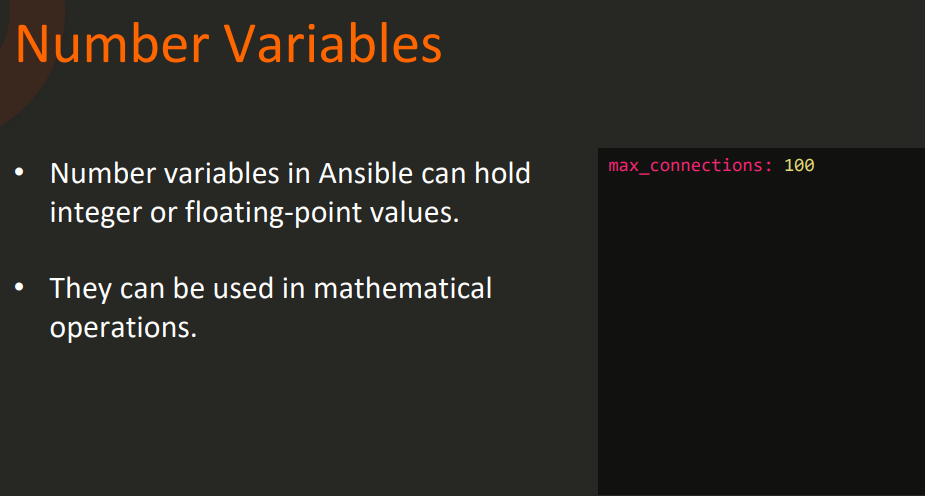 Number Variables
• Number variables in Ansible can hold
integer or floating-point values.
• They can be used in mathematical
operations.
max_connections: 100